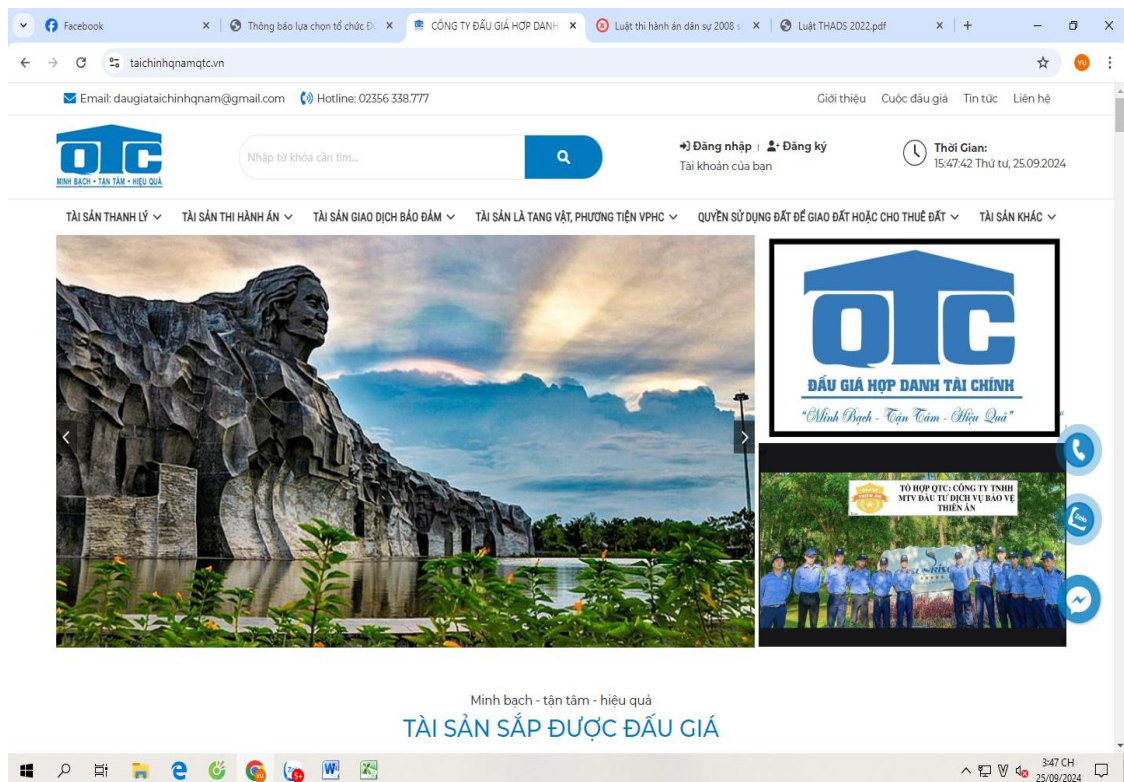 Facebook
Thông báo lựa chọn tổ chức ĐG
CÔNG TY ĐẤU GIÁ HỢP DANH
Luật thi hành án dân sự 2008 s
Luật THADS 2022.pdf
taichinhqnamqtc.vn
VU
Email: daugiataichinhqnam@gmail.com Hotline: 02356 338.777
Giới thiệu Cuộc đấu giá Tin tức Liên hệ
QTC
MINH BẠCH - TẬN TÂM - HIỆU QUẢ
Nhập từ khóa cần tìm...
Đăng nhập | Đăng ký
Tài khoản của bạn
Thời Gian:
15:47:42 Thứ tư, 25.09.2024
TÀI SẢN THANH LÝ TÀI SẢN THI HÀNH ÁN TÀI SẢN GIAO DỊCH BẢO ĐẢM TÀI SẢN LÀ TANG VẬT, PHƯƠNG TIỆN VPHC QUYỀN SỬ DỤNG ĐẤT ĐỂ GIAO ĐẤT HOẶC CHO THUÊ ĐẤT TÀI SẢN KHÁC
QTC
ĐẤU GIÁ HỢP DANH TÀI CHÍNH
"Minh Bạch - Tận Tâm - Hiệu Quả"
TỔ HỢP QTC: CÔNG TY TNHH
MTV ĐẦU TƯ DỊCH VỤ BẢO VỆ
THIÊN ÂN
Zalo
Minh bạch - tận tâm - hiệu quả
TÀI SẢN SẮP ĐƯỢC ĐẤU GIÁ
5+
3:47 CH
25/09/2024